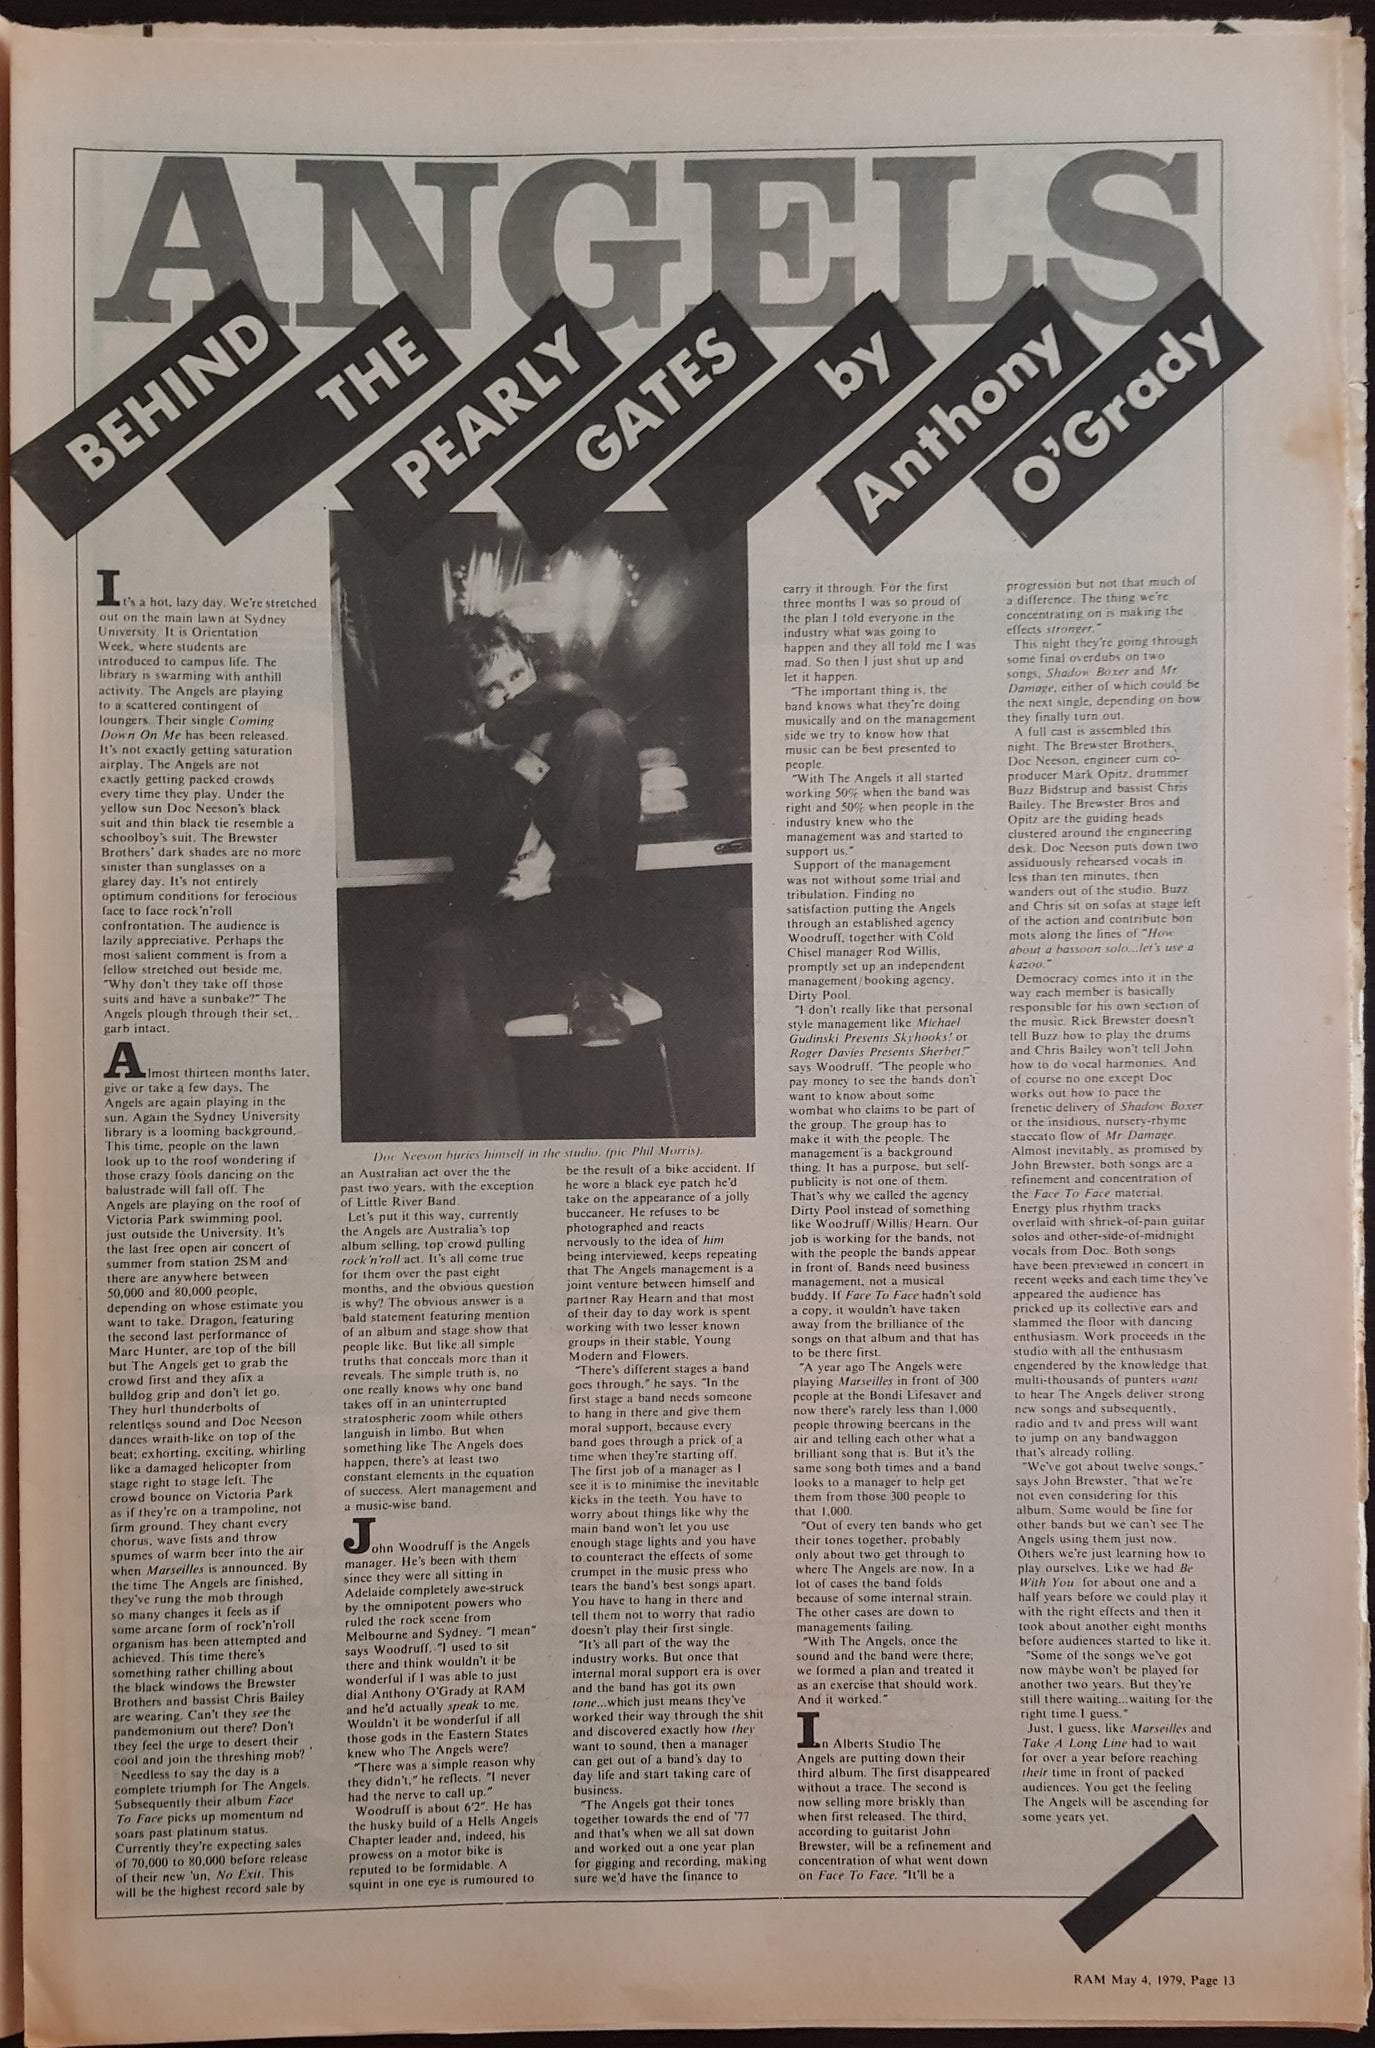 ANGELS
BEHIND
THE
PEARLY
GATES
by
Anthony
O'Grady
It's a hot, lazy day. We're stretched
out on the main lawn at Sydney
University. It is Orientation
Week, where students are
introduced to campus life. The
library is swarming with anthill
activity. The Angels are playing
to a scattered contingent of
loungers. Their single Coming
Down On Me has been released.
It's not exactly getting saturation
airplay. The Angels are not
exactly getting packed crowds
every time they play. Under the
yellow sun Doc Neeson's black
suit and thin black tie resemble a
schoolboy's suit. The Brewster
Brothers' dark shades are no more
sinister than sunglasses on a
glarey day. It's not entirely
optimum conditions for ferocious
face to face rock'n'roll
confrontation. The audience is
lazily appreciative. Perhaps the
most salient comment is from a
fellow stretched out beside me,
"Why don't they take off those
suits and have a sunbake?" The
Angels plough through their set,
garb intact.
Almost thirteen months later,
give or take a few days, The
Angels are again playing in the
sun. Again the Sydney University
library is a looming background.
This time, people on the lawn
look up to the roof wondering if
those crazy fools dancing on the
balustrade will fall off. The
Angels are playing on the roof of
Victoria Park swimming pool,
just outside the University. It's
the last free open air concert of
summer from station 2SM and
there are anywhere between
50,000 and 80,000 people,
depending on whose estimate you
want to take. Dragon, featuring
the second last performance of
Marc Hunter, are top of the bill
but The Angels get to grab the
crowd first and they afix a
bulldog grip and don't let go.
They hurl thunderbolts of
relentless sound and Doc Neeson
dances wraith-like on top of the
beat; exhorting, exciting, whirling
like a damaged helicopter from
stage right to stage left. The
crowd bounce on Victoria Park
as if they're on a trampoline, not
firm ground. They chant every
chorus, wave fists and throw
spumes of warm beer into the air
when Marseilles is announced. By
the time The Angels are finished,
they've rung the mob through
so many changes it feels as if
some arcane form of rock'n'roll
organism has been attempted and
achieved. This time there's
something rather chilling about
the black windows the Brewster
Brothers and bassist Chris Bailey
are wearing. Can't they see the
pandemonium out there? Don't
they feel the urge to desert their
cool and join the threshing mob?
Needless to say the day is a
complete triumph for The Angels.
Subsequently their album Face
To Face picks up momentum nd
soars past platinum status.
Currently they're expecting sales
of 70,000 to 80,000 before release
of their new 'un, No Exit. This
will be the highest record sale by
Doc Neeson buries himself in the studio. (pic Phil Morris).
an Australian act over the the
past two years, with the exception
of Little River Band.
Let's put it this way, currently
the Angels are Australia's top
album selling, top crowd pulling
rock'n'roll act. It's all come true
for them over the past eight
months, and the obvious question
is why? The obvious answer is a
bald statement featuring mention
of an album and stage show that
people like. But like all simple
truths that conceals more than it
reveals. The simple truth is, no
one really knows why one band
takes off in an uninterrupted
stratospheric zoom while others
languish in limbo. But when
something like The Angels does
happen, there's at least two
constant elements in the equation
of success. Alert management and
a music-wise band.
John Woodruff is the Angels
manager. He's been with them
since they were all sitting in
Adelaide completely awe-struck
by the omnipotent powers who
ruled the rock scene from
Melbourne and Sydney. "I mean"
says Woodruff. "I used to sit
there and think wouldn't it be
wonderful if I was able to just
dial Anthony O'Grady at RAM
and he'd actually speak to me.
Wouldn't it be wonderful if all
those gods in the Eastern States
knew who The Angels were?
"There was a simple reason why
they didn't," he reflects. "I never
had the nerve to call up."
Woodruff is about 6'2". He has
the husky build of a Hells Angels
Chapter leader and, indeed, his
prowess on a motor bike is
reputed to be formidable. A
squint in one eye is rumoured to
be the result of a bike accident. If
he wore a black eye patch he'd
take on the appearance of a jolly
buccaneer. He refuses to be
photographed and reacts
nervously to the idea of him
being interviewed, keeps repeating
that The Angels management is a
joint venture between himself and
partner Ray Hearn and that most
of their day to day work is spent
working with two lesser known
groups in their stable, Young
Modern and Flowers.
"There's different stages a band
goes through," he says. "In the
first stage a band needs someone
to hang in there and give them
moral support, because every
band goes through a prick of a
time when they're starting off.
The first job of a manager as I
see it is to minimise the inevitable
kicks in the teeth. You have to
worry about things like why the
main band won't let you use
enough stage lights and you have
to counteract the effects of some
crumpet in the music press who
tears the band's best songs apart.
You have to hang in there and
tell them not to worry that radio
doesn't play their first single.
"It's all part of the way the
industry works. But once that
internal moral support era is over
and the band has got its own
tone...which just means they've
worked their way through the shit
and discovered exactly how they
want to sound, then a manager
can get out of a band's day to
day life and start taking care of
business.
"The Angels got their tones
together towards the end of '77
and that's when we all sat down
and worked out a one year plan
for gigging and recording, making
sure we'd have the finance to
carry it through. For the first
three months I was so proud of
the plan I told everyone in the
industry what was going to
happen and they all told me I was
mad. So then I just shut up and
let it happen.
"The important thing is, the
band knows what they're doing
musically and on the management
side we try to know how that
music can be best presented to
people.
"With The Angels it all started
working 50% when the band was
right and 50% when people in the
industry knew who the
management was and started to
support us."
Support of the management
was not without some trial and
tribulation. Finding no
satisfaction putting the Angels
through an established agency
Woodruff, together with Cold
Chisel manager Rod Willis,
promptly set up an independent
management/booking agency,
Dirty Pool.
"I don't really like that personal
style management like Michael
Gudinski Presents Skyhooks! or
Roger Davies Presents Sherbet!"
says Woodruff. "The people who
pay money to see the bands don't
want to know about some
wombat who claims to be part of
the group. The group has to
make it with the people. The
management is a background
thing. It has a purpose, but self-
publicity is not one of them.
That's why we called the agency
Dirty Pool instead of something
like Woodruff/Willis/Hearn. Our
job is working for the bands, not
with the people the bands appear
in front of. Bands need business
management, not a musical
buddy. If Face To Face hadn't sold
a copy, it wouldn't have taken
away from the brilliance of the
songs on that album and that has
to be there first.
"A year ago The Angels were
playing Marseilles in front of 300
people at the Bondi Lifesaver and
now there's rarely less than 1,000
people throwing beercans in the
air and telling each other what a
brilliant song that is. But it's the
same song both times and a band
looks to a manager to help get
them from those 300 people to
that 1,000.
"Out of every ten bands who get
their tones together, probably
only about two get through to
where The Angels are now. In a
lot of cases the band folds
because of some internal strain.
The other cases are down to
managements failing.
"With The Angels, once the
sound and the band were there,
we formed a plan and treated it
as an exercise that should work.
And it worked."
In Alberts Studio The
Angels are putting down their
third album. The first disappeared
without a trace. The second is
now selling more briskly than
when first released. The third,
according to guitarist John
Brewster, will be a refinement and
concentration of what went down
on Face To Face. "It'll be a
progression but not that much of
a difference. The thing we're
concentrating on is making the
effects stronger."
This night they're going through
some final overdubs on two
songs, Shadow Boxer and Mr
Damage, either of which could be
the next single, depending on how
they finally turn out.
A full cast is assembled this
night. The Brewster Brothers,
Doc Neeson, engineer cum co-
producer Mark Opitz, drummer
Buzz Bidstrup and bassist Chris
Bailey. The Brewster Bros and
Opitz are the guiding heads
clustered around the engineering
desk. Doc Neeson puts down two
assiduously rehearsed vocals in
less than ten minutes, then
wanders out of the studio. Buzz
and Chris sit on sofas at stage left
of the action and contribute bon
mots along the lines of "How
about a bassoon solo...let's use a
kazoo."
Democracy comes into it in the
way each member is basically
responsible for his own section of
the music. Rick Brewster doesn't
tell Buzz how to play the drums
and Chris Bailey won't tell John
how to do vocal harmonies. And
of course no one except Doc
works out how to pace the
frenetic delivery of Shadow Boxer
or the insidious, nursery-rhyme
staccato flow of Mr Damage.
Almost inevitably, as promised by
John Brewster, both songs are a
refinement and concentration of
the Face To Face material.
Energy plus rhythm tracks
overlaid with shriek-of-pain guitar
solos and other-side-of-midnight
vocals from Doc. Both songs
have been previewed in concert in
recent weeks and each time they've
appeared the audience has
pricked up its collective ears and
slammed the floor with dancing
enthusiasm. Work proceeds in the
studio with all the enthusiasm
engendered by the knowledge that
multi-thousands of punters want
to hear The Angels deliver strong
new songs and subsequently,
radio and tv and press will want
to jump on any bandwaggon
that's already rolling.
"We've got about twelve songs,"
says John Brewster, "that we're
not even considering for this
album. Some would be fine for
other bands but we can't see The
Angels using them just now.
Others we're just learning how to
play ourselves. Like we had Be
With You for about one and a
half years before we could play it
with the right effects and then it
took about another eight months
before audiences started to like it.
"Some of the songs we've got
now maybe won't be played for
another two years. But they're
still there waiting...waiting for the
right time I guess."
Just, I guess, like Marseilles and
Take A Long Line had to wait
for over a year before reaching
their time in front of packed
audiences. You get the feeling
The Angels will be ascending for
some years yet.
RAM May 4, 1979, Page 13